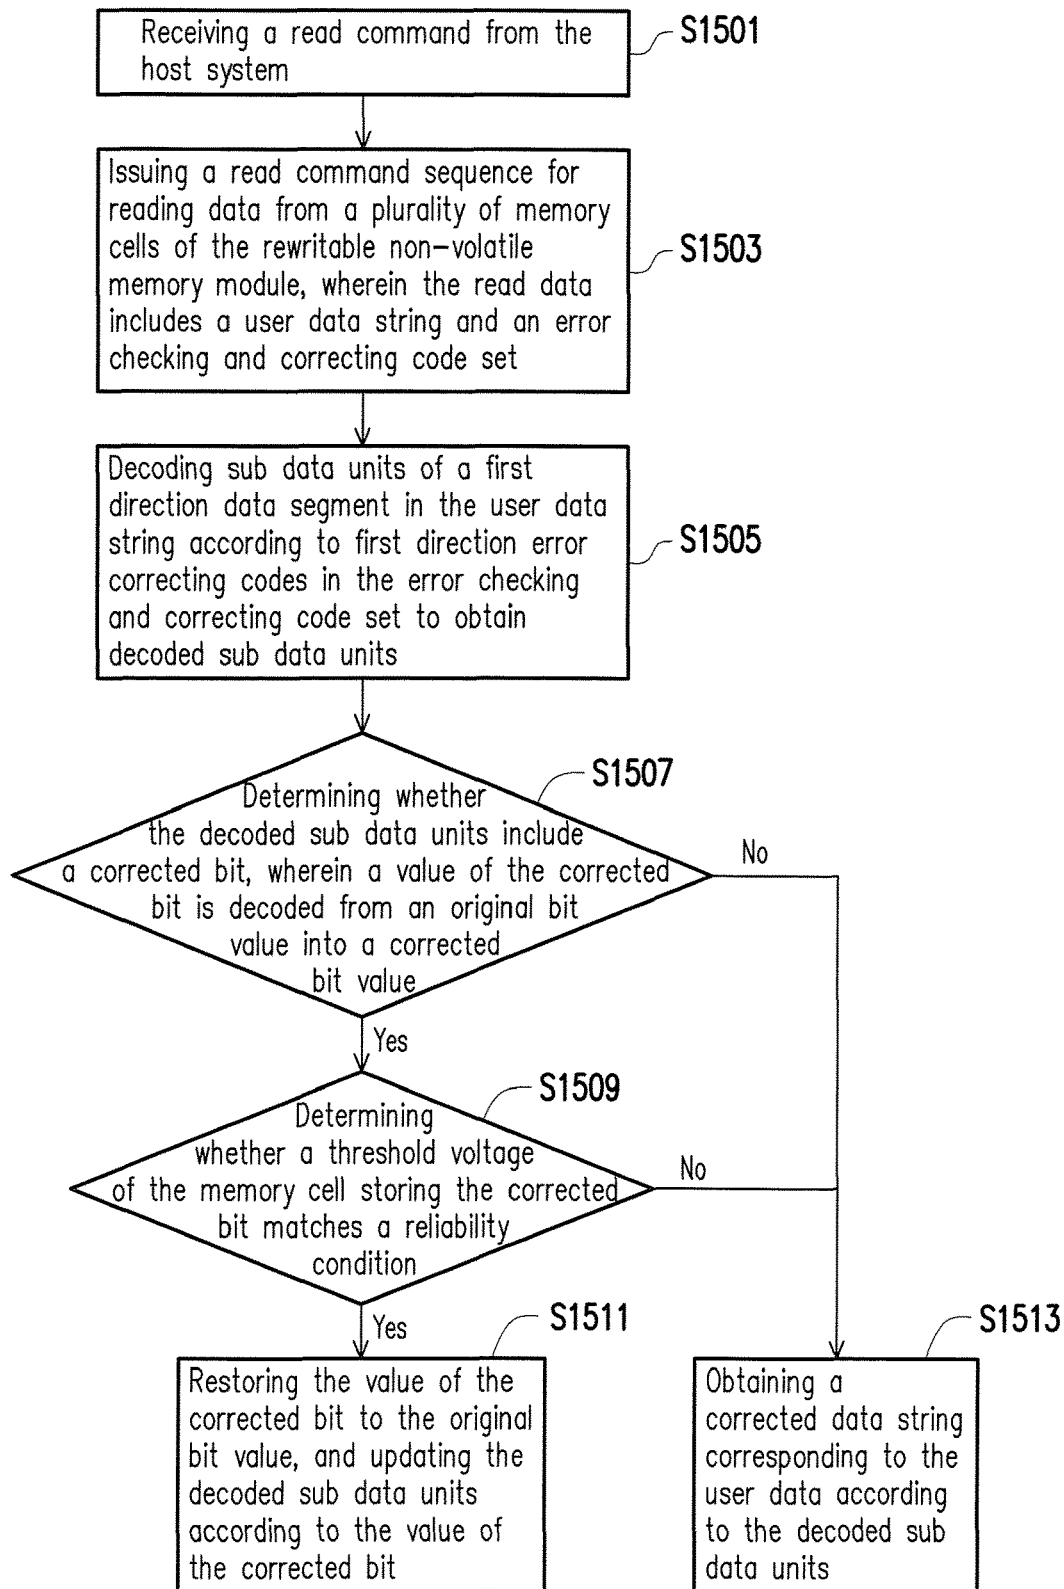 Receiving a read command from the
host system
S1501
Issuing a read command sequence for
reading data from a plurality of memory
cells of the rewritable non-volatile
memory module, wherein the read data
includes a user data string and an error
checking and correcting code set
S1503
Decoding sub data units of a first
direction data segment in the user data
string according to first direction error
correcting codes in the error checking
and correcting code set to obtain
decoded sub data units
S1505
S1507
Determining whether
the decoded sub data units include
a corrected bit, wherein a value of the corrected
bit is decoded from an original bit
value into a corrected
bit value
No
Yes
S1509
Determining
whether a threshold voltage
of the memory cell storing the corrected
bit matches a reliability
condition
No
Yes
S1511
Restoring the value of the
corrected bit to the original
bit value, and updating the
decoded sub data units
according to the value of
the corrected bit
S1513
Obtaining a
corrected data string
corresponding to the
user data according
to the decoded sub
data units